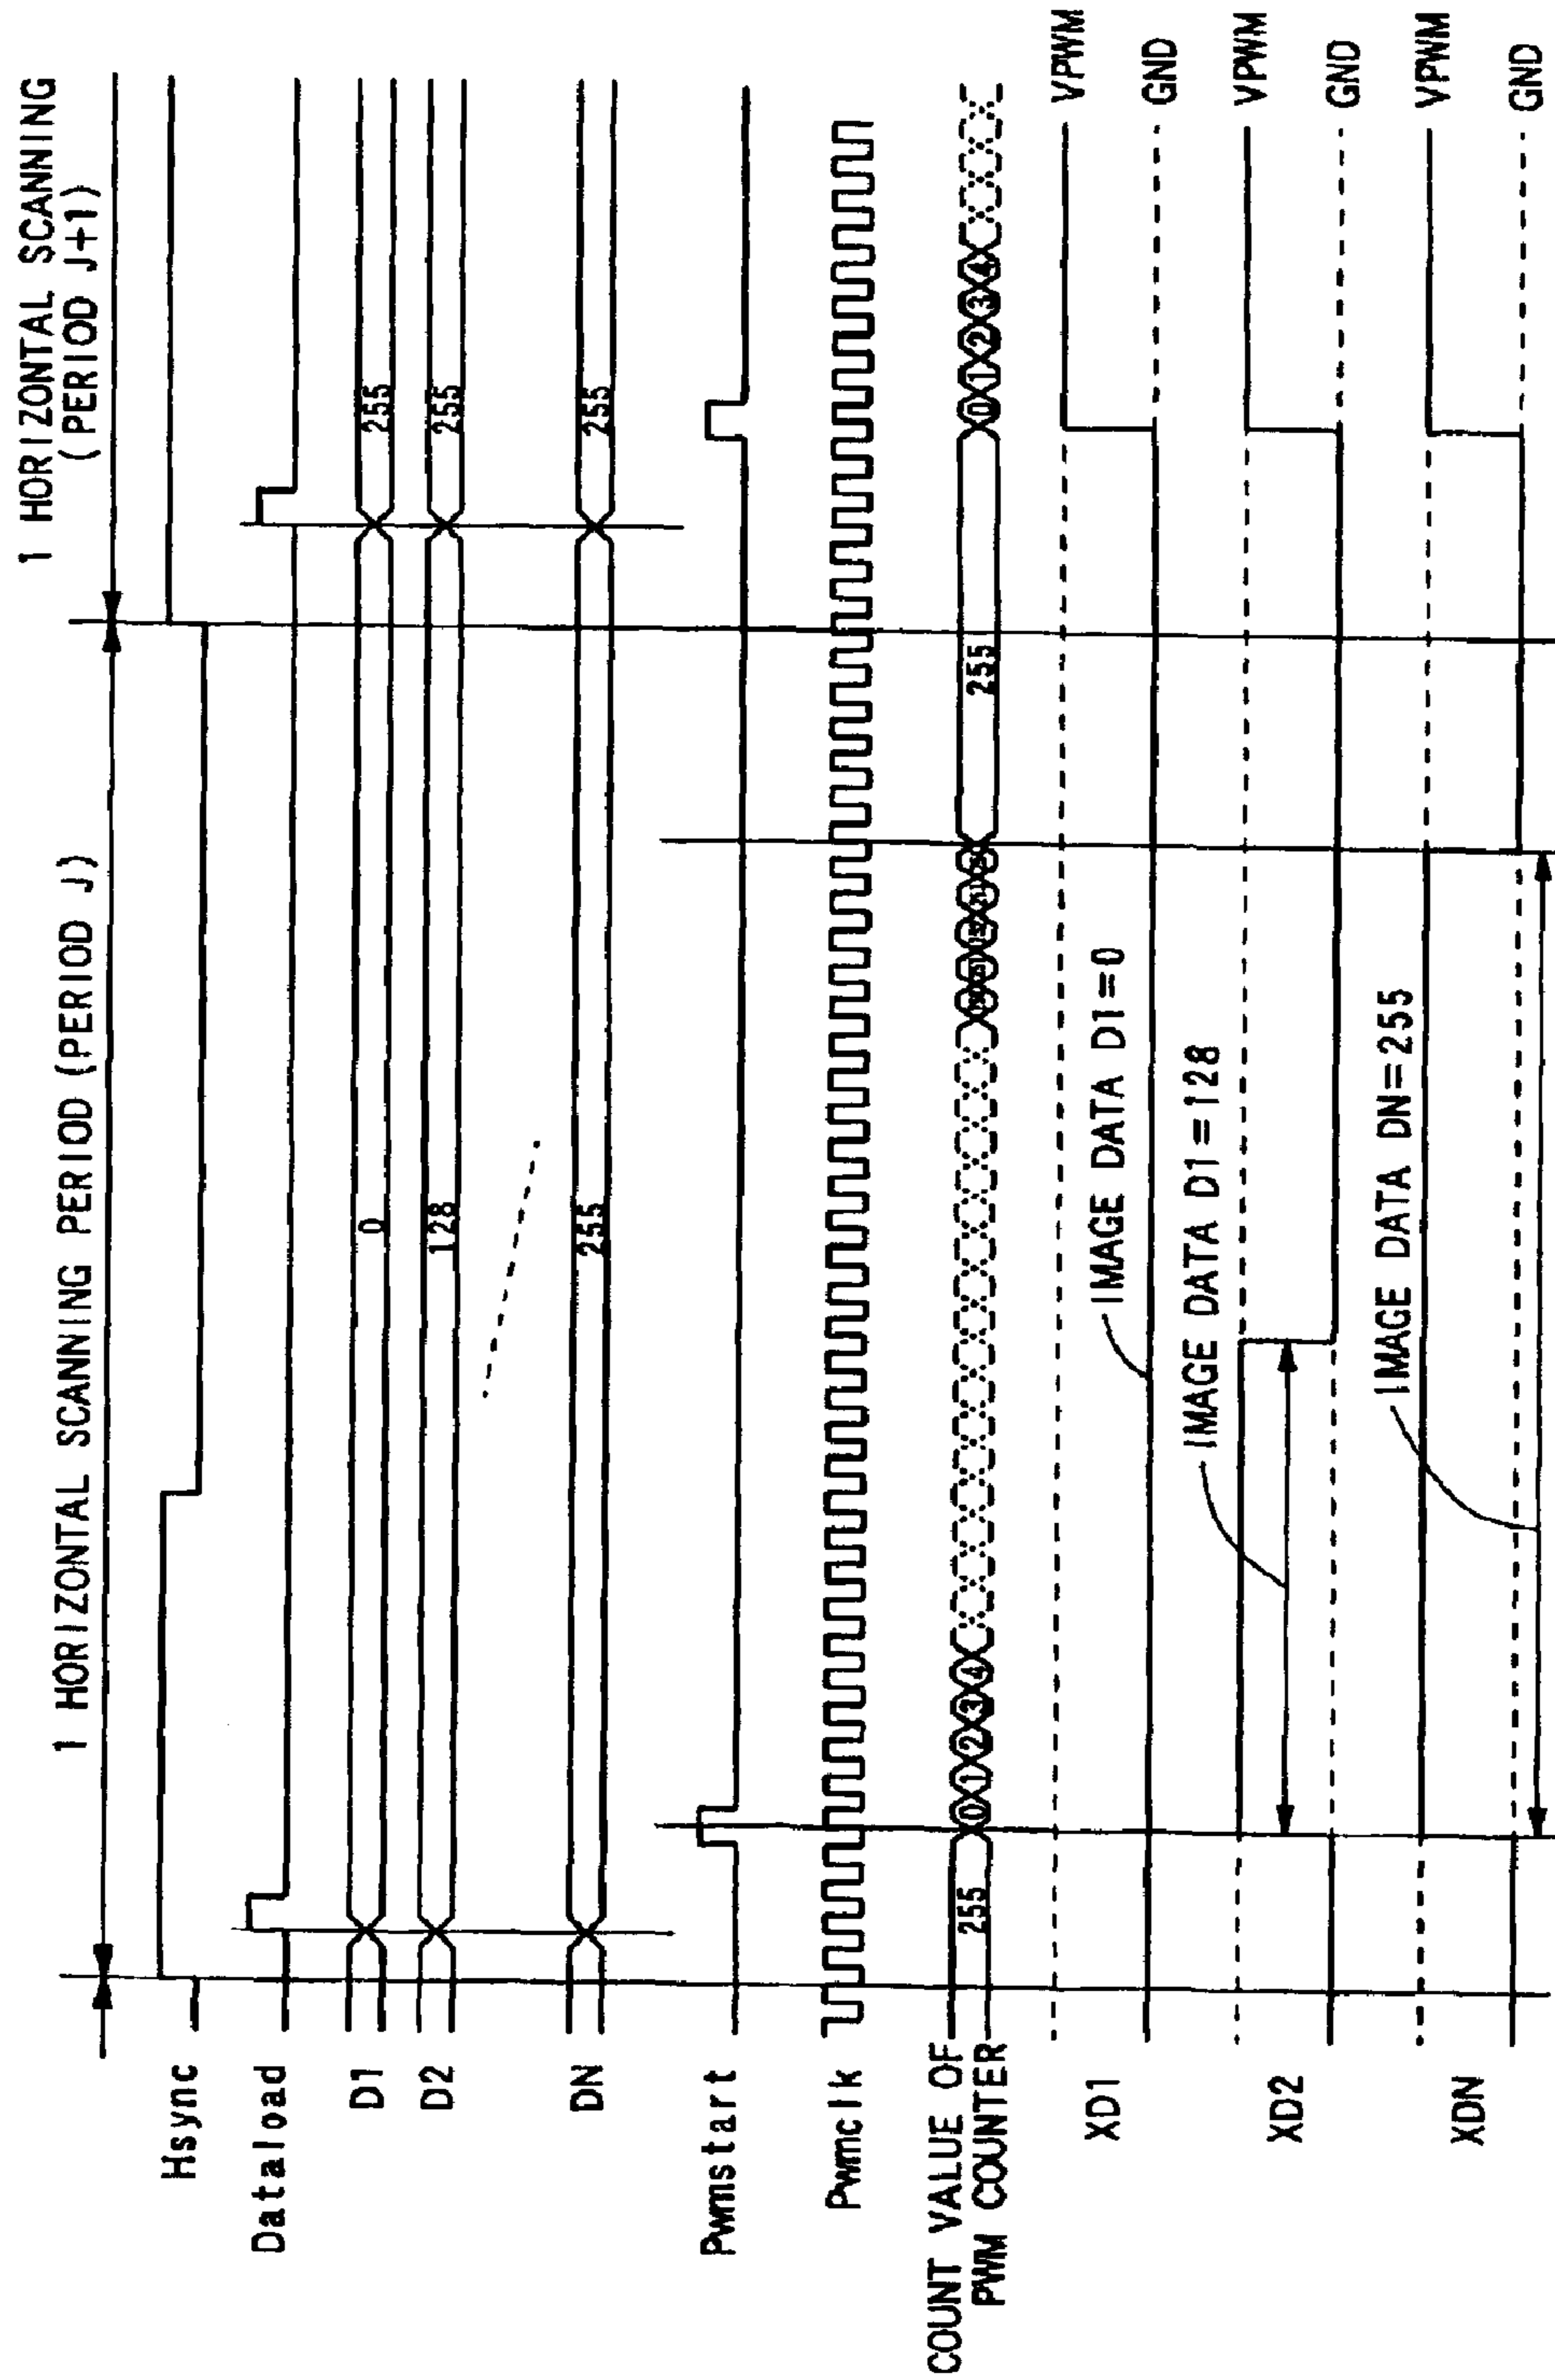 1 HORIZONTAL SCANNING PERIOD (PERIOD J)
1 HORIZONTAL SCANNING
(PERIOD J+1)
Hsync
Dataload
D1
0
255
D2
128
255
DN
255
255
Pwmstart
Pwmclk
COUNT VALUE OF
PWM COUNTER
255
0
1
2
3
4
255
0
1
2
3
4
XD1
IMAGE DATA D1=0
VPWM
GND
XD2
IMAGE DATA D1=128
VPWM
GND
XDN
IMAGE DATA DN=255
VPWM
GND